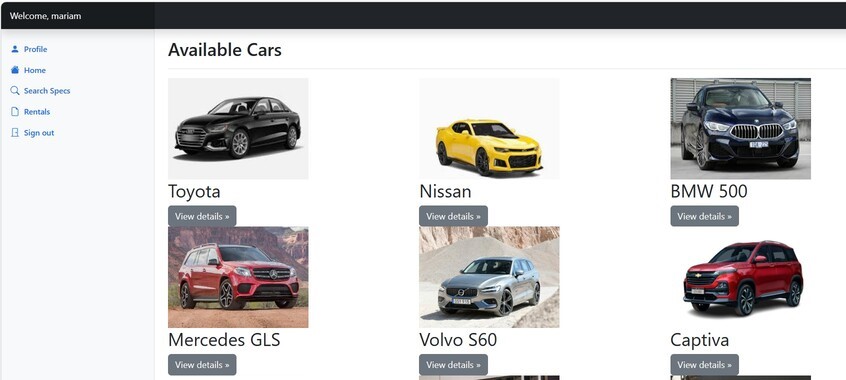 Welcome, mariam
Profile
Home
Search Specs
Rentals
Sign out
Available Cars
Toyota
View details »
Nissan
View details »
BMW 500
View details »
Mercedes GLS
View details »
Volvo S60
View details »
Captiva
View details »